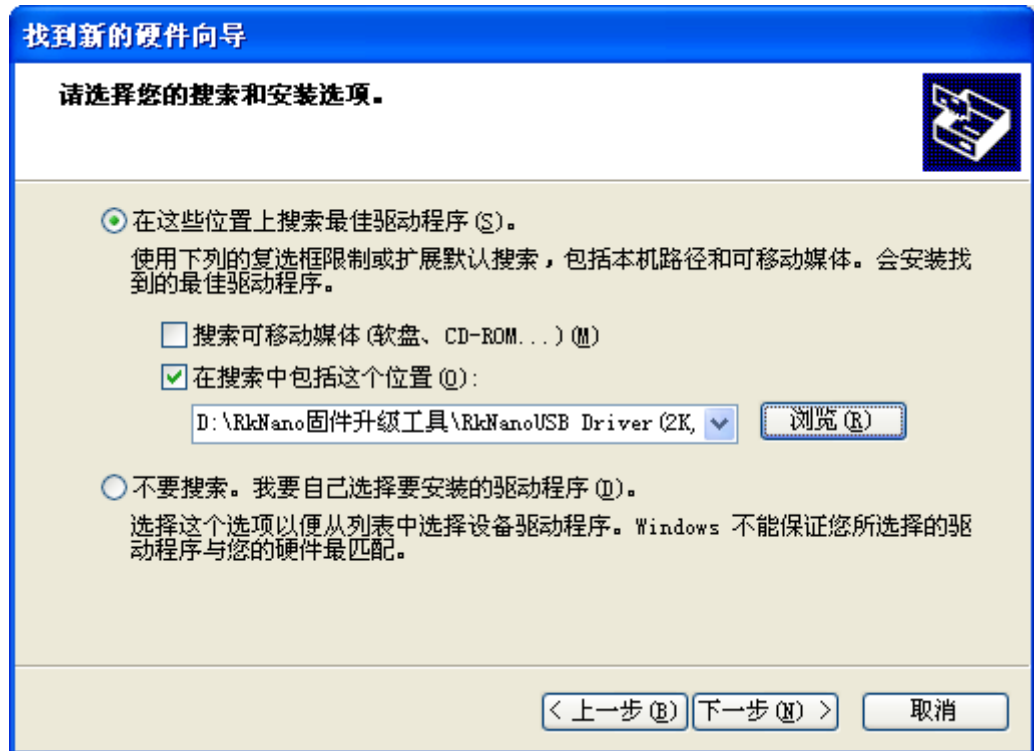 找到新的硬件向导
请选择您的搜索和安装选项。
在这些位置上搜索最佳驱动程序(S)。
使用下列的复选框限制或扩展默认搜索，包括本机路径和可移动媒体。会安装找
到的最佳驱动程序。
搜索可移动媒体(软盘、CD-ROM...)(M)
在搜索中包括这个位置(O):
D:\RkNano固件升级工具\RkNanoUSB Driver(2K,
浏览(R)
不要搜索。我要自己选择要安装的驱动程序(D)。
选择这个选项以便从列表中选择设备驱动程序。Windows 不能保证您所选择的驱
动程序与您的硬件最匹配。
< 上一步(B) 下一步(N) > 取消